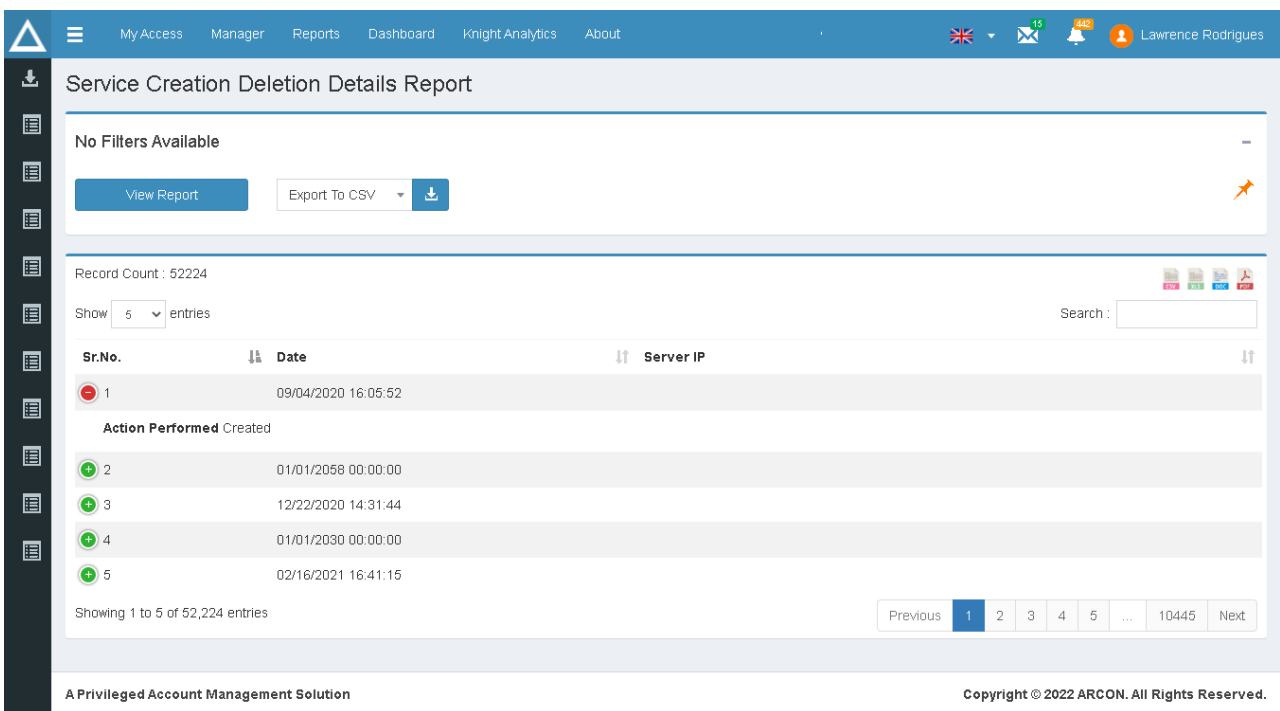 My Access Manager Reports Dashboard Knight Analytics About 15 442 Lawrence Rodrigues
Service Creation Deletion Details Report
No Filters Available
View Report Export To CSV
Record Count : 52224
CSV XLS DOC PDF
Show 5 entries Search :
Sr.No. Date Server IP
1 09/04/2020 16:05:52
Action Performed Created
2 01/01/2058 00:00:00
3 12/22/2020 14:31:44
4 01/01/2030 00:00:00
5 02/16/2021 16:41:15
Showing 1 to 5 of 52,224 entries Previous 1 2 3 4 5 ... 10445 Next
A Privileged Account Management Solution Copyright © 2022 ARCON. All Rights Reserved.